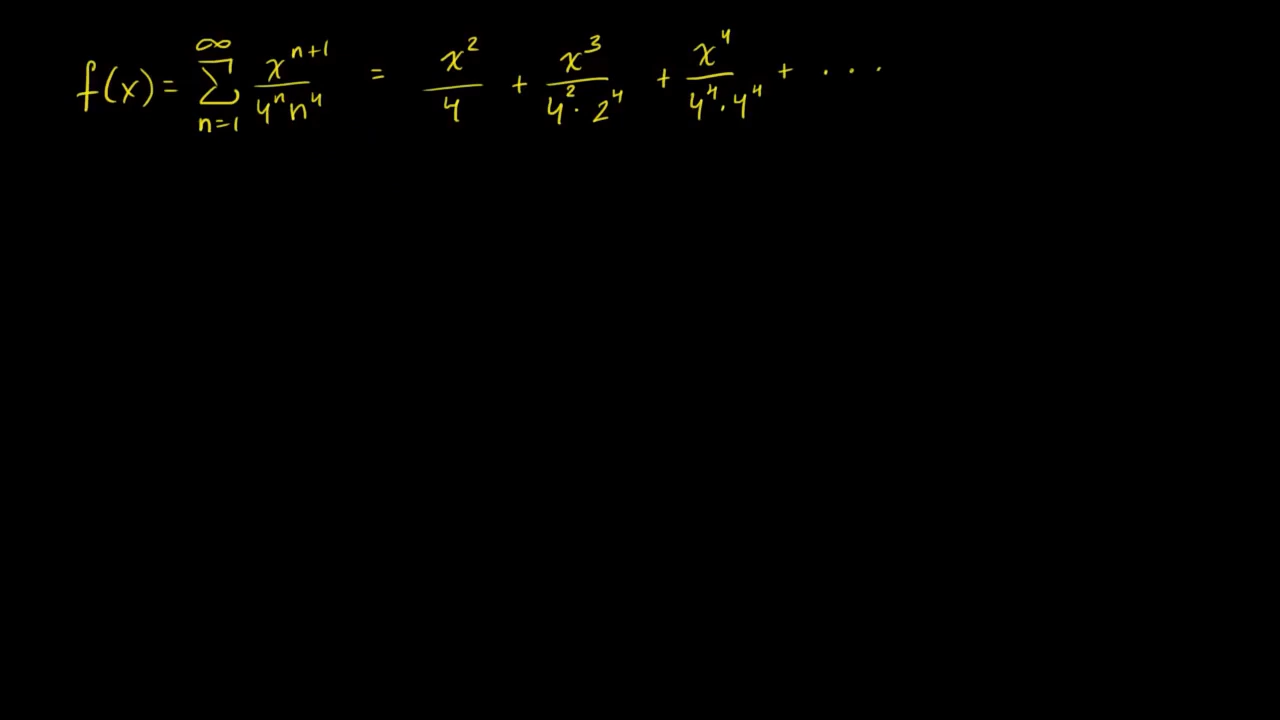 f(x) = ∑_{n=1}^{∞} x^{n+1} / (4^n n^4) = x^2 / 4 + x^3 / (4^2 · 2^4) + x^4 / (4^4 · 4^4) + · · ·